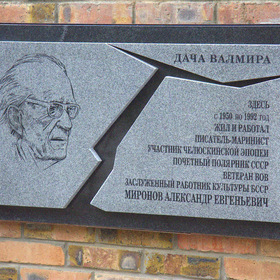 ДАЧА ВАЛМИРА
ЗДЕСЬ
с 1950 по 1992 год
ЖИЛ И РАБОТАЛ
ПИСАТЕЛЬ-МАРИНИСТ
УЧАСТНИК ЧЕЛЮСКИНСКОЙ ЭПОПЕИ
ПОЧЕТНЫЙ ПОЛЯРНИК СССР
ВЕТЕРАН ВОВ
ЗАСЛУЖЕННЫЙ РАБОТНИК КУЛЬТУРЫ БССР
МИРОНОВ АЛЕКСАНДР ЕВГЕНЬЕВИЧ